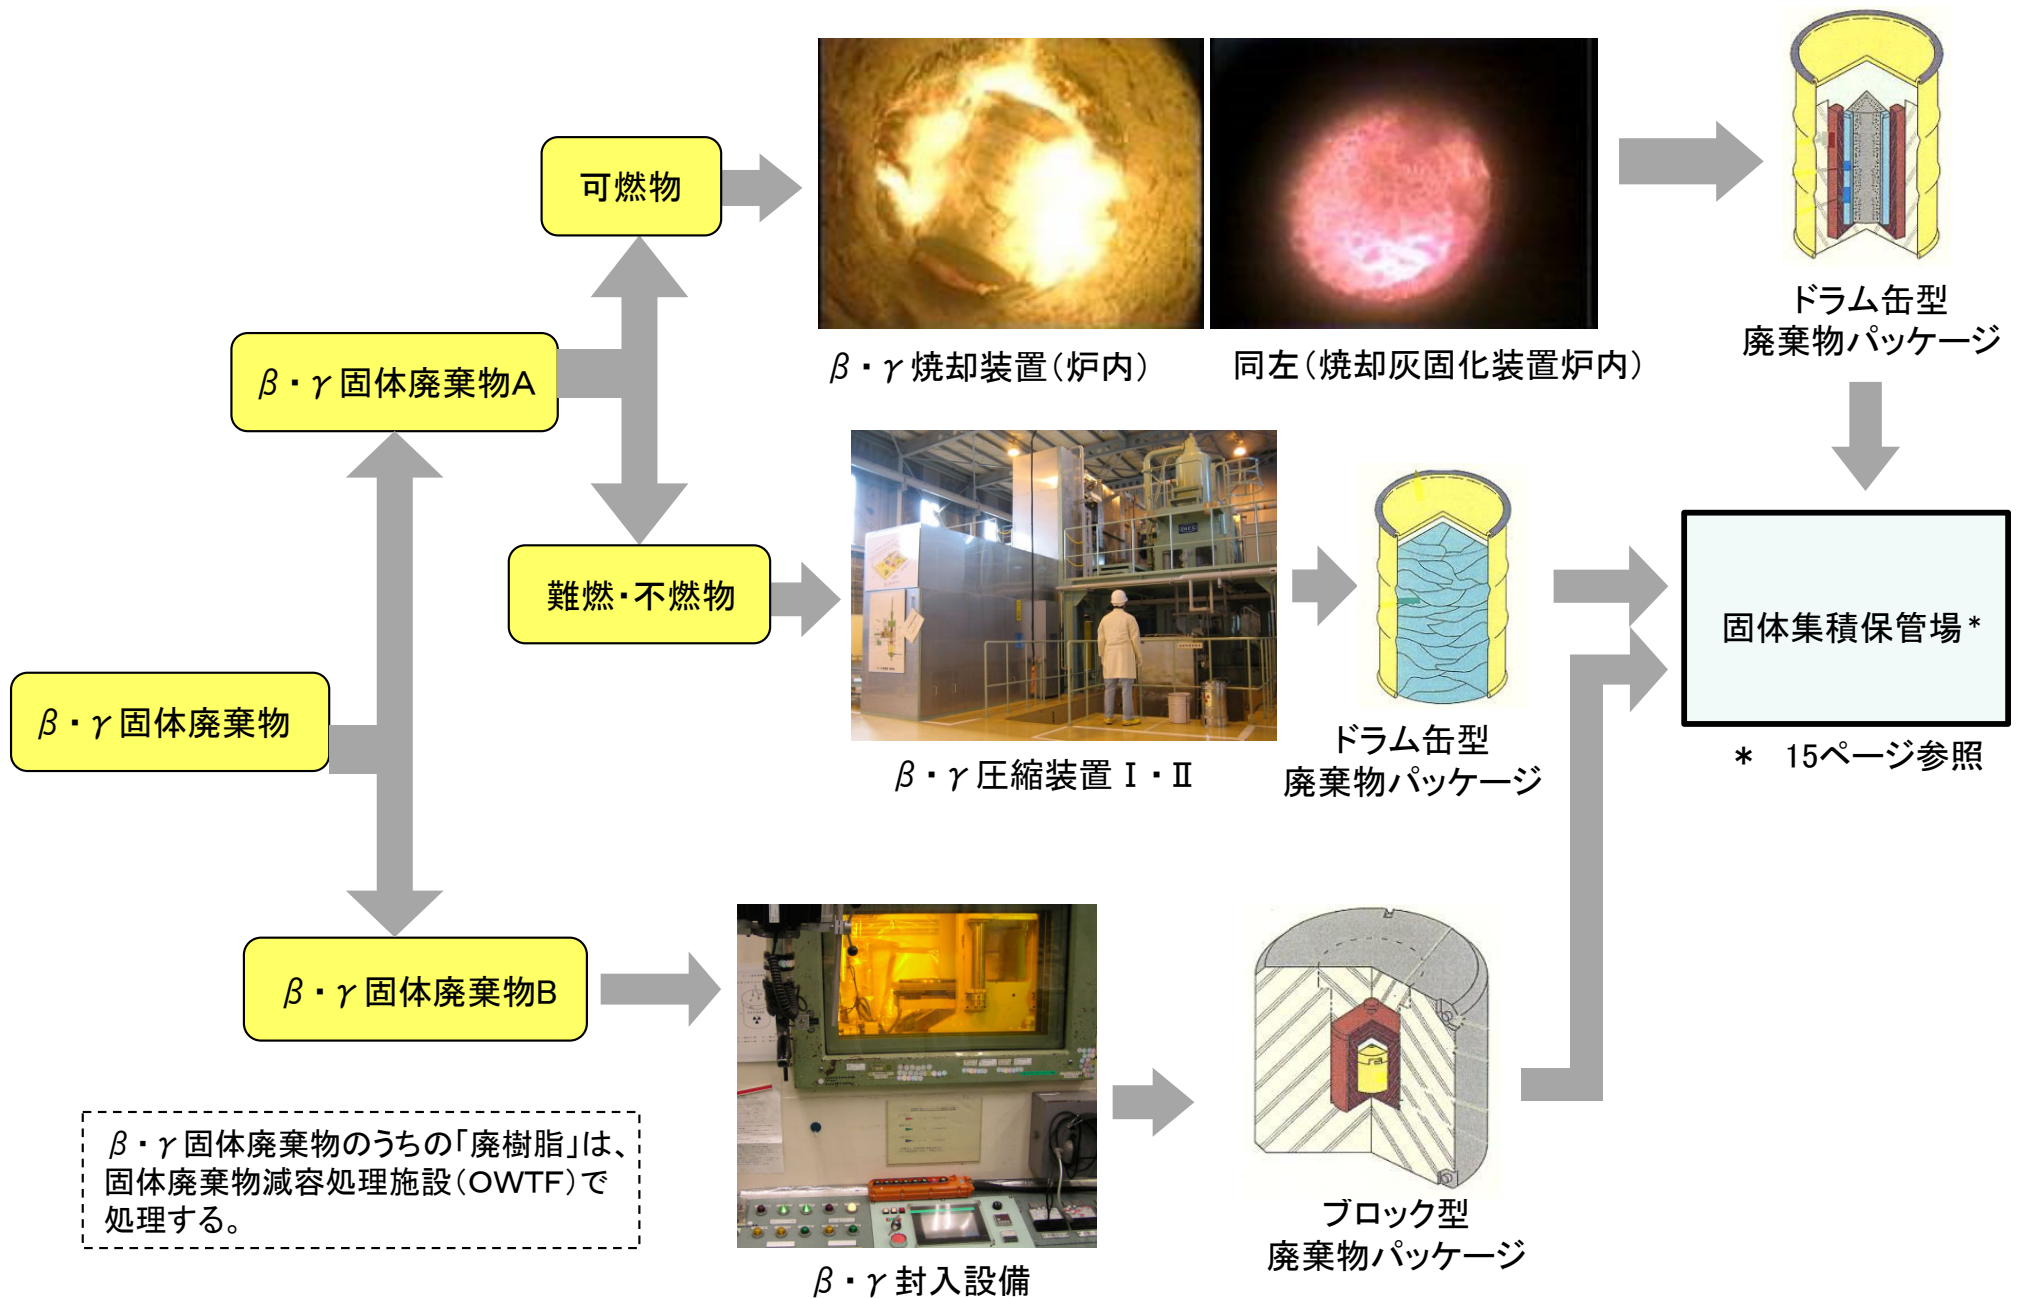 可燃物
β・γ焼却装置（炉内）
同左（焼却灰固化装置炉内）
ドラム缶型
廃棄物パッケージ
β・γ固体廃棄物A
難燃・不燃物
β・γ圧縮装置Ⅰ・Ⅱ
ドラム缶型
廃棄物パッケージ
固体集積保管場*
* 15ページ参照
β・γ固体廃棄物
β・γ固体廃棄物B
β・γ封入設備
ブロック型
廃棄物パッケージ
β・γ固体廃棄物のうちの「廃樹脂」は、
固体廃棄物減容処理施設（OWTF）で
処理する。